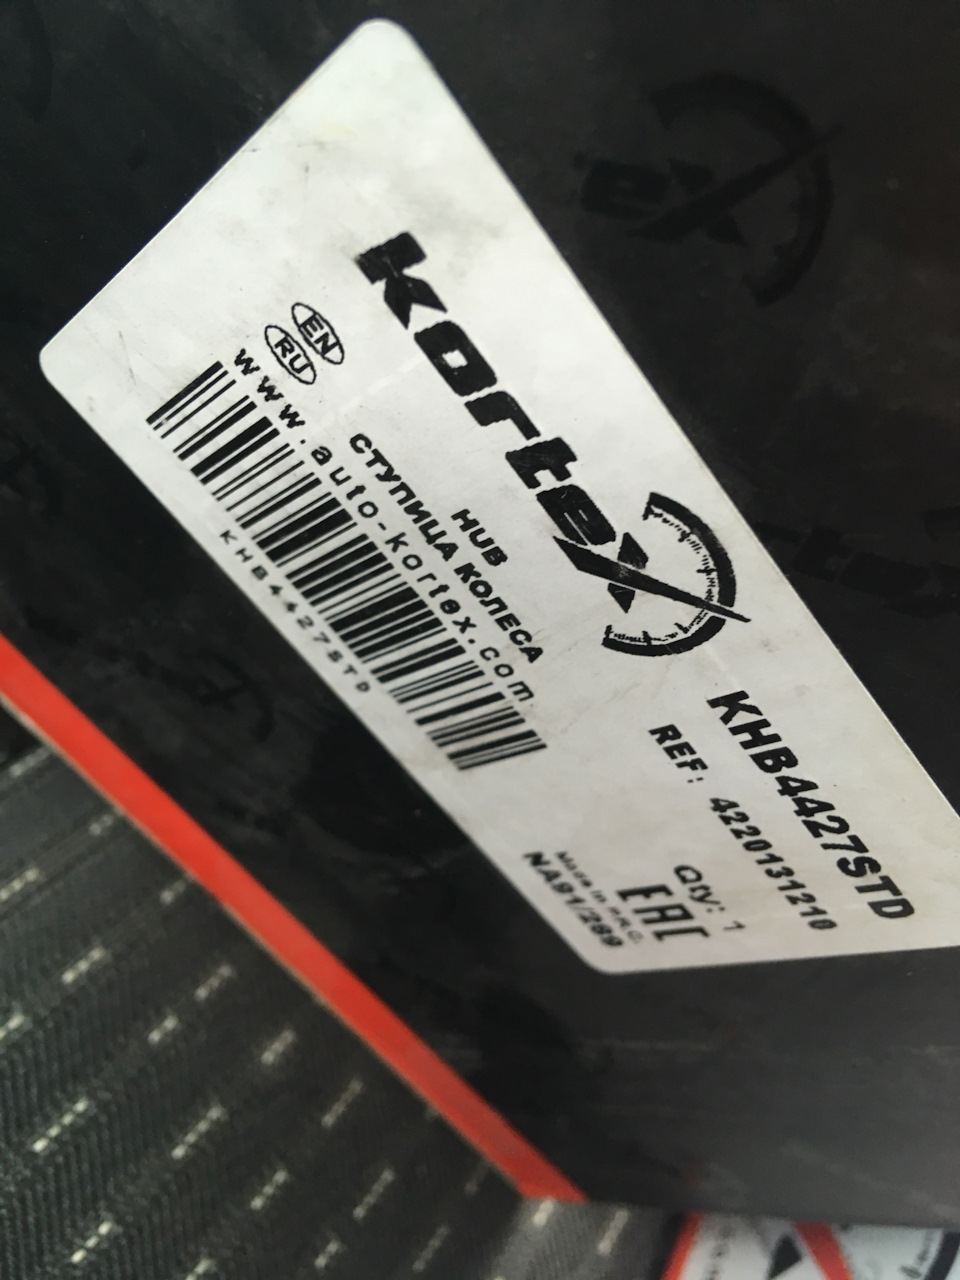 kortex
KHB4427STD
REF: 4220131210
EN
HUB
RU
СТУПИЦА КОЛЕСА
www.auto-kortex.com
KHB4427STD
Qty: 1
EAC
Made in P.R.C.
NA91/289